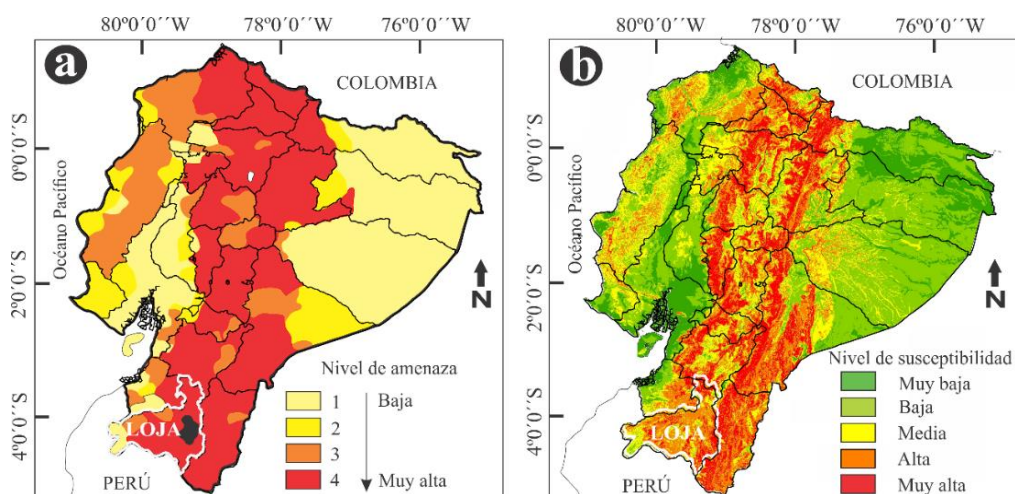 80º0´0´´W
78º0´0´´W
76º0´0´´W
a
COLOMBIA
0º0´0´´S
2º0´0´´S
4º0´0´´S
Océano Pacífico
N
Nivel de amenaza
1 Baja
2
3
4 Muy alta
LOJA
PERÚ
80º0´0´´W
78º0´0´´W
76º0´0´´W
b
COLOMBIA
0º0´0´´S
2º0´0´´S
4º0´0´´S
Océano Pacífico
N
Nivel de susceptibilidad
Muy baja
Baja
Media
Alta
Muy alta
LOJA
PERÚ